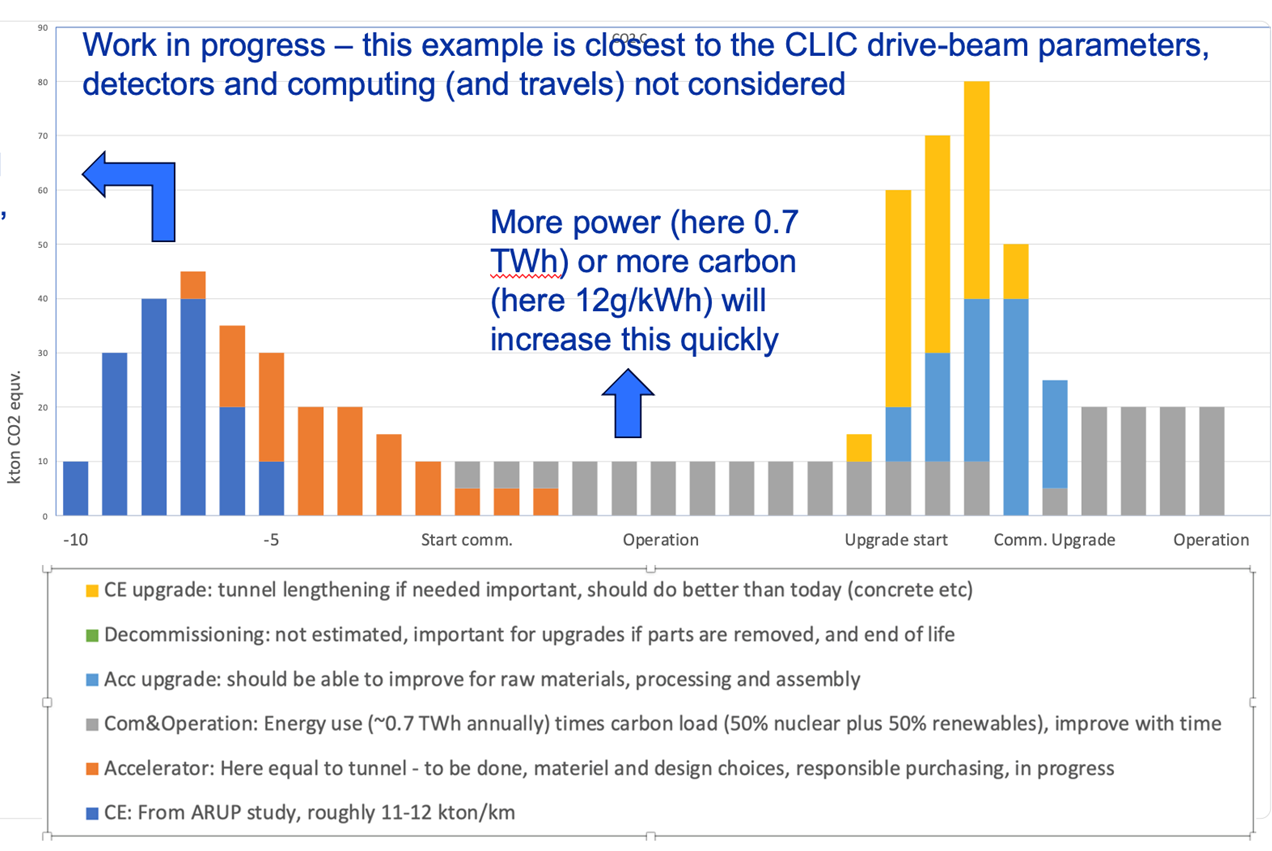 CO2 C
Work in progress – this example is closest to the CLIC drive-beam parameters,
detectors and computing (and travels) not considered
,
More power (here 0.7
TWh) or more carbon
(here 12g/kWh) will
increase this quickly
kton CO2 equv.
90
80
70
60
50
40
30
20
10
0
-10
-5
Start comm.
Operation
Upgrade start
Comm. Upgrade
Operation
CE upgrade: tunnel lengthening if needed important, should do better than today (concrete etc)
Decommissioning: not estimated, important for upgrades if parts are removed, and end of life
Acc upgrade: should be able to improve for raw materials, processing and assembly
Com&Operation: Energy use (~0.7 TWh annually) times carbon load (50% nuclear plus 50% renewables), improve with time
Accelerator: Here equal to tunnel - to be done, materiel and design choices, responsible purchasing, in progress
CE: From ARUP study, roughly 11-12 kton/km